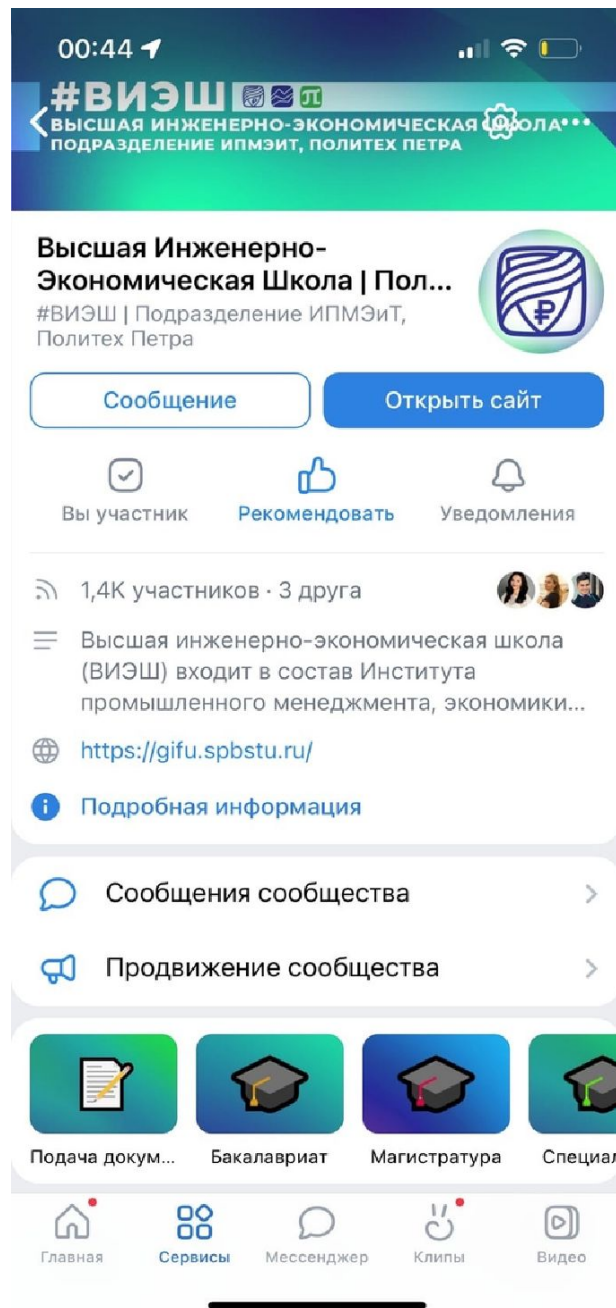 00:44
#ВИЭШ
ВЫСШАЯ ИНЖЕНЕРНО-ЭКОНОМИЧЕСКАЯ
ПОДРАЗДЕЛЕНИЕ ИПМЭИТ, ПОЛИТЕХ ПЕТРА
Высшая Инженерно-
Экономическая Школа | Пол...
#ВИЭШ | Подразделение ИПМЭиТ,
Политех Петра
Сообщение
Открыть сайт
Вы участник
Рекомендовать
Уведомления
1,4K участников · 3 друга
Высшая инженерно-экономическая школа
(ВИЭШ) входит в состав Института
промышленного менеджмента, экономики...
https://gifu.spbstu.ru/
Подробная информация
Сообщения сообщества
Продвижение сообщества
Подача докум...
Бакалавриат
Магистратура
Специал
Главная
Сервисы
Мессенджер
Клипы
Видео